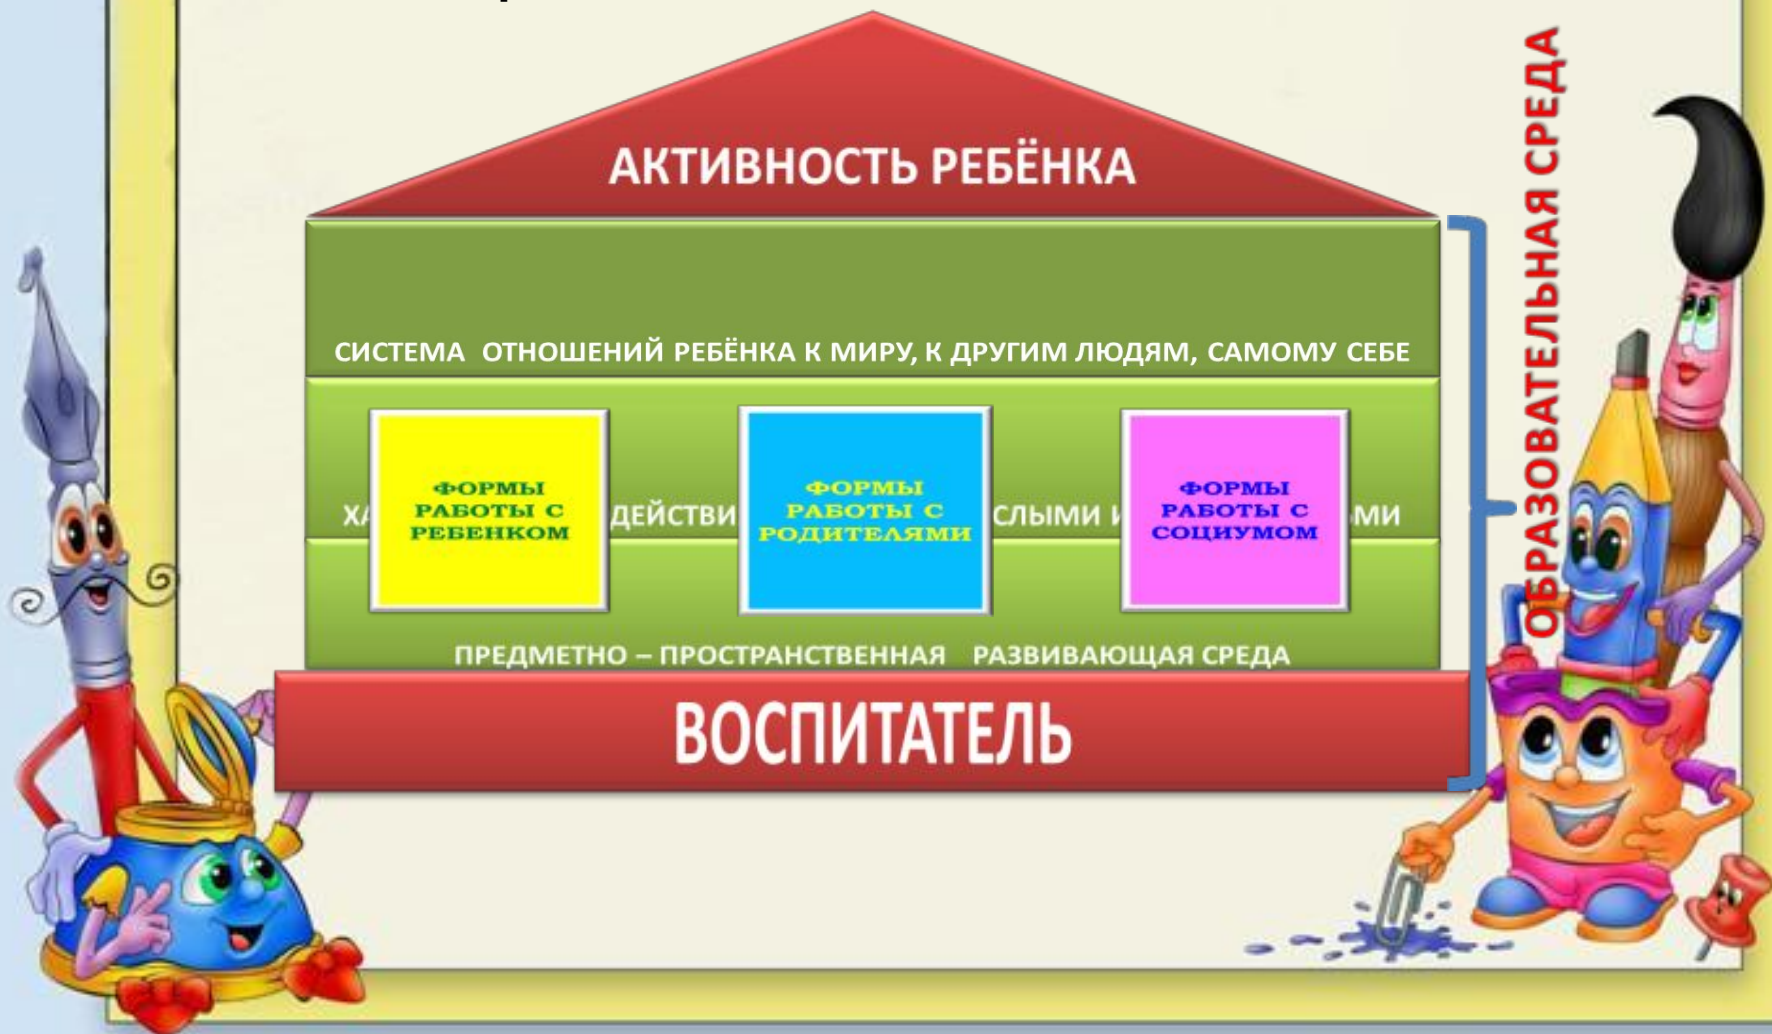 АКТИВНОСТЬ РЕБЁНКА
СИСТЕМА ОТНОШЕНИЙ РЕБЁНКА К МИРУ, К ДРУГИМ ЛЮДЯМ, САМОМУ СЕБЕ
ФОРМЫ
РАБОТЫ С
РЕБЕНКОМ
ФОРМЫ
РАБОТЫ С
РОДИТЕЛЯМИ
ФОРМЫ
РАБОТЫ С
СОЦИУМОМ
ПРЕДМЕТНО – ПРОСТРАНСТВЕННАЯ РАЗВИВАЮЩАЯ СРЕДА
ВОСПИТАТЕЛЬ
ОБРАЗОВАТЕЛЬНАЯ СРЕДА